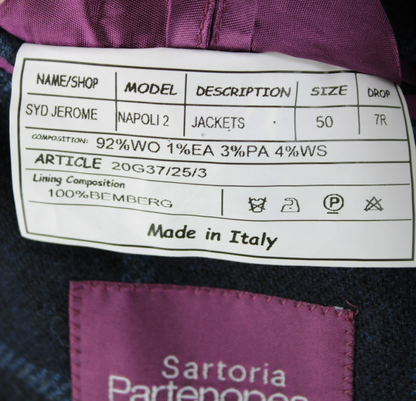 NAME/SHOP MODEL DESCRIPTION SIZE DROP
SYD JEROME NAPOLI 2 JACKETS 50 7R
COMPOSITION: 92%WO 1%EA 3%PA 4%WS
ARTICLE 20G37/25/3
Lining Composition
100%BEMBERG
P
Made in Italy
Sartoria
Partenopea